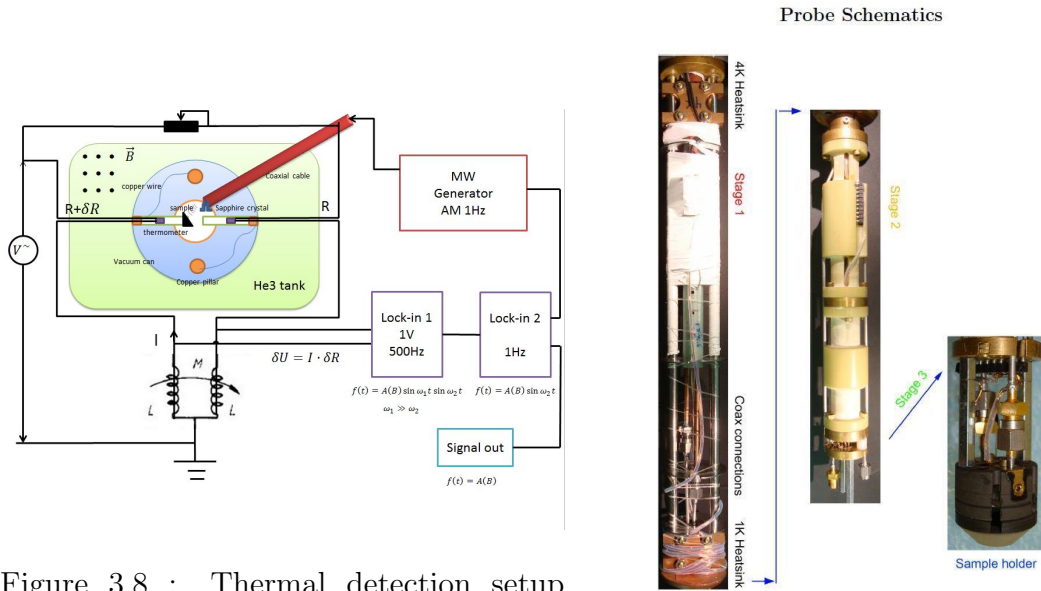 Probe Schematics
4K Heatsink
Stage 1
Coax connections
1K Heatsink
Stage 2
Stage 3
Sample holder
B⃗
copper wire
coaxial cable
sample
Sapphire crystal
R+δR
R
thermometer
Vacuum can
Copper pillar
He3 tank
V~
MW
Generator
AM 1Hz
I
M
L
L
δU = I · δR
Lock-in 1
1V
500Hz
Lock-in 2
1Hz
f(t) = A(B) sin ω₁t sin ω₂t
ω₁ ≫ ω₂
f(t) = A(B) sin ω₂t
Signal out
f(t) = A(B)
Figure 3.8 : Thermal detection setup